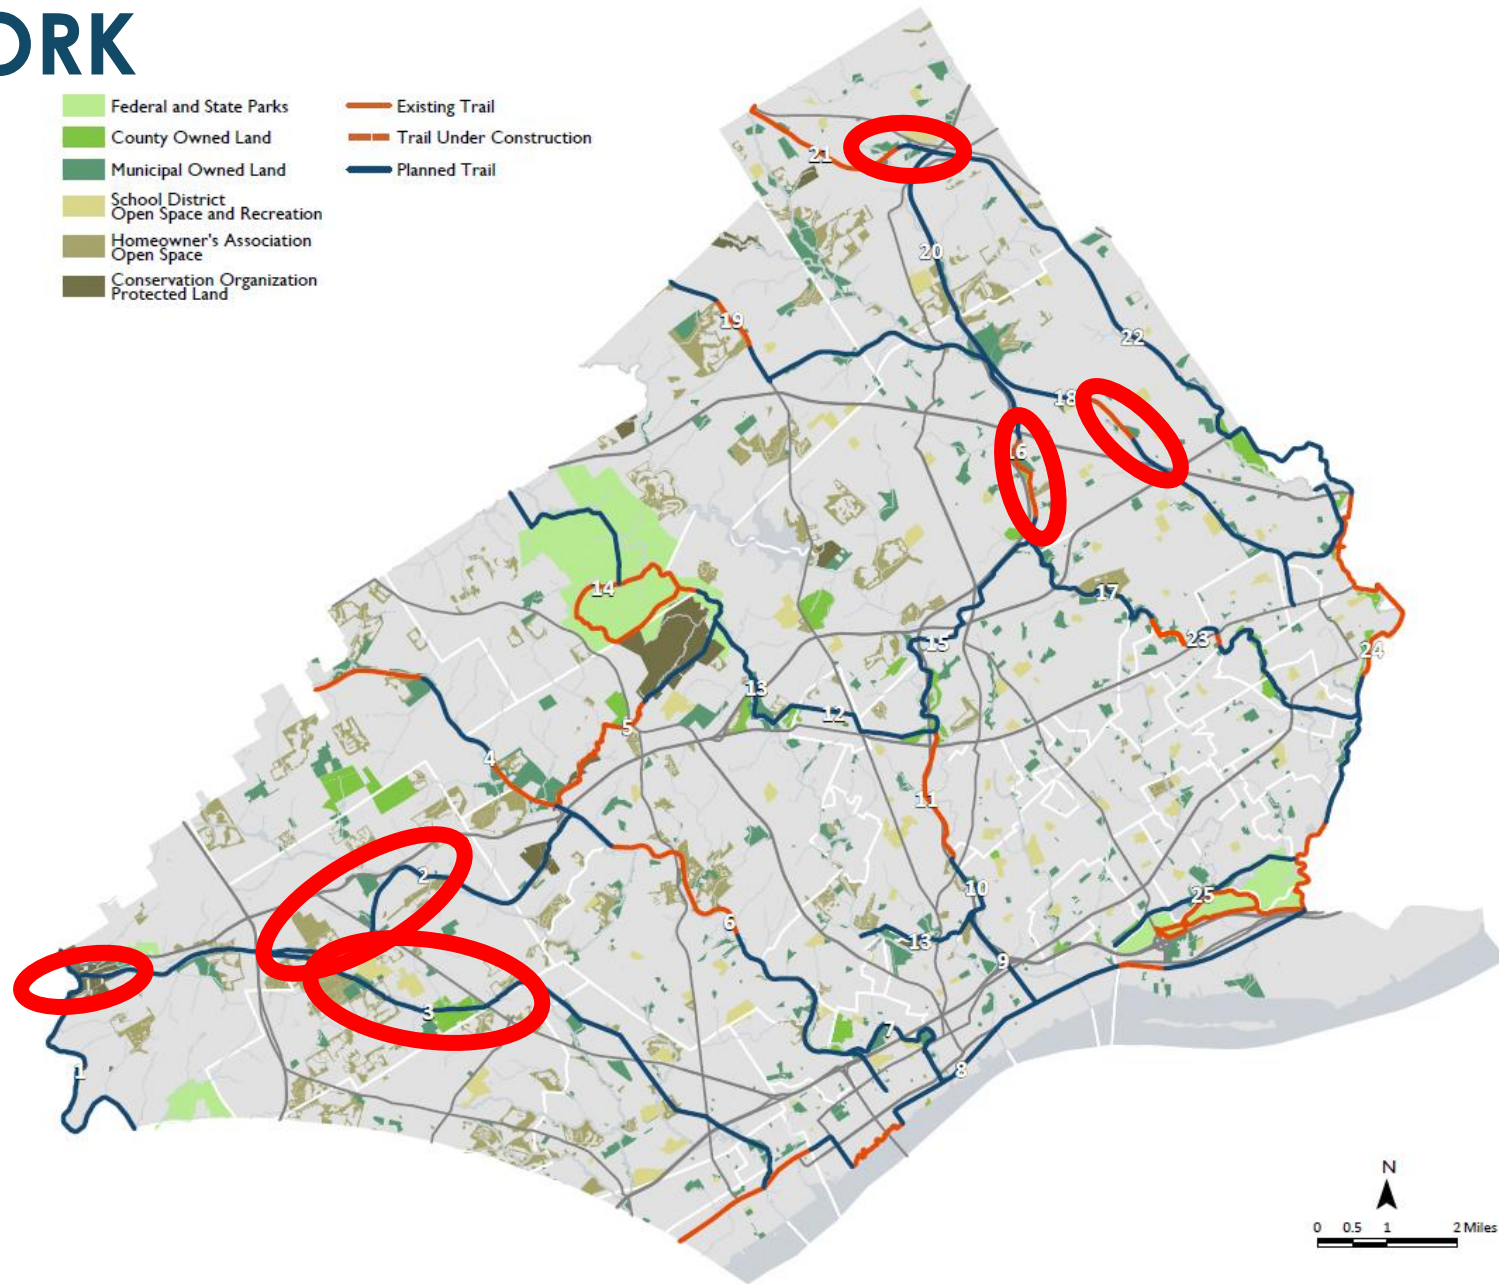 ORK
Federal and State Parks
County Owned Land
Municipal Owned Land
School District
Open Space and Recreation
Homeowner's Association
Open Space
Conservation Organization
Protected Land
Existing Trail
Trail Under Construction
Planned Trail
21
20
19
22
18
16
14
17
15
23
24
13
12
5
4
11
2
10
25
6
13
9
3
7
8
1
N
0 0.5 1 2 Miles